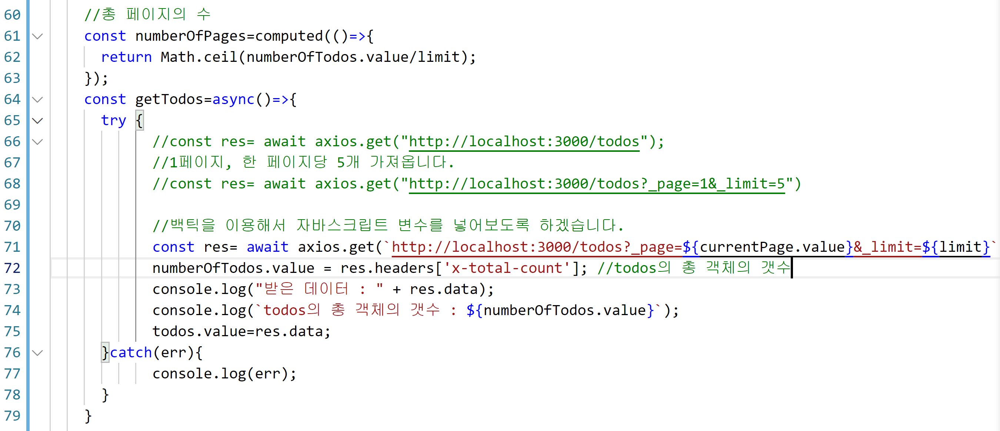 60 //총 페이지의 수
61 const numberOfPages=computed(()=>{
62 return Math.ceil(numberOfTodos.value/limit);
63 });
64 const getTodos=async()=>{
65 try {
66 //const res= await axios.get("http://localhost:3000/todos");
67 //1페이지, 한 페이지당 5개 가져옵니다.
68 //const res= await axios.get("http://localhost:3000/todos?_page=1&_limit=5")
69
70 //백틱을 이용해서 자바스크립트 변수를 넣어보도록 하겠습니다.
71 const res= await axios.get(`http://localhost:3000/todos?_page=${currentPage.value}&_limit=${limit}`
72 numberOfTodos.value = res.headers['x-total-count']; //todos의 총 객체의 갯수
73 console.log("받은 데이터 : " + res.data);
74 console.log(`todos의 총 객체의 갯수 : ${numberOfTodos.value}`);
75 todos.value=res.data;
76 }catch(err){
77 console.log(err);
78 }
79 }